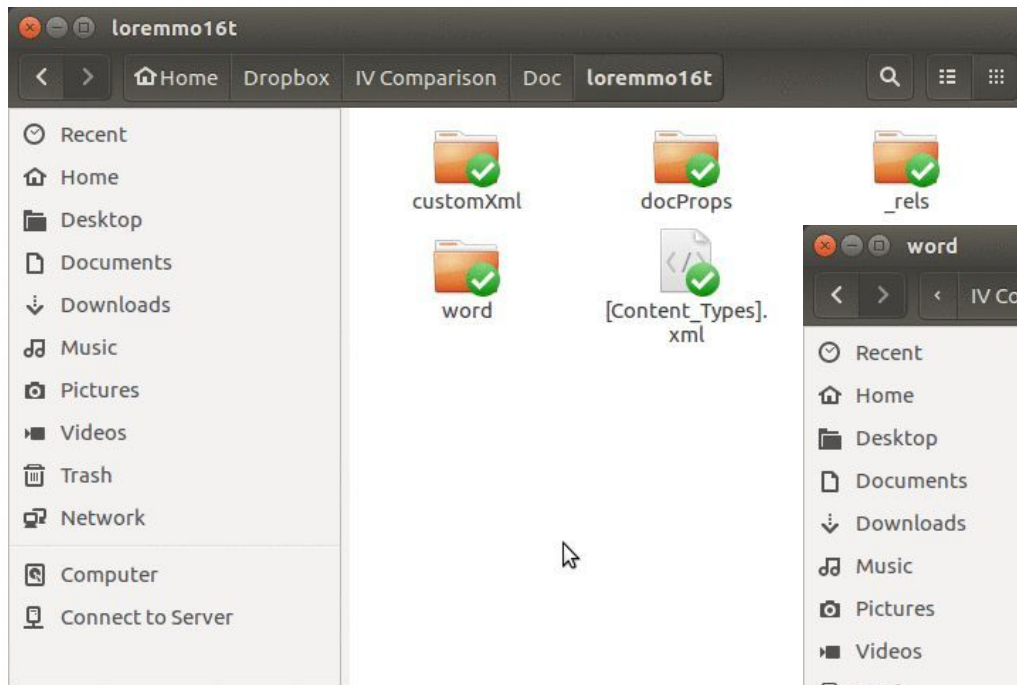 loremmo16t
Home Dropbox IV Comparison Doc loremmo16t
Recent
Home
Desktop
Documents
Downloads
Music
Pictures
Videos
Trash
Network
Computer
Connect to Server
customXml docProps _rels
word [Content_Types].
xml
word
IV Co
Recent
Home
Desktop
Documents
Downloads
Music
Pictures
Videos